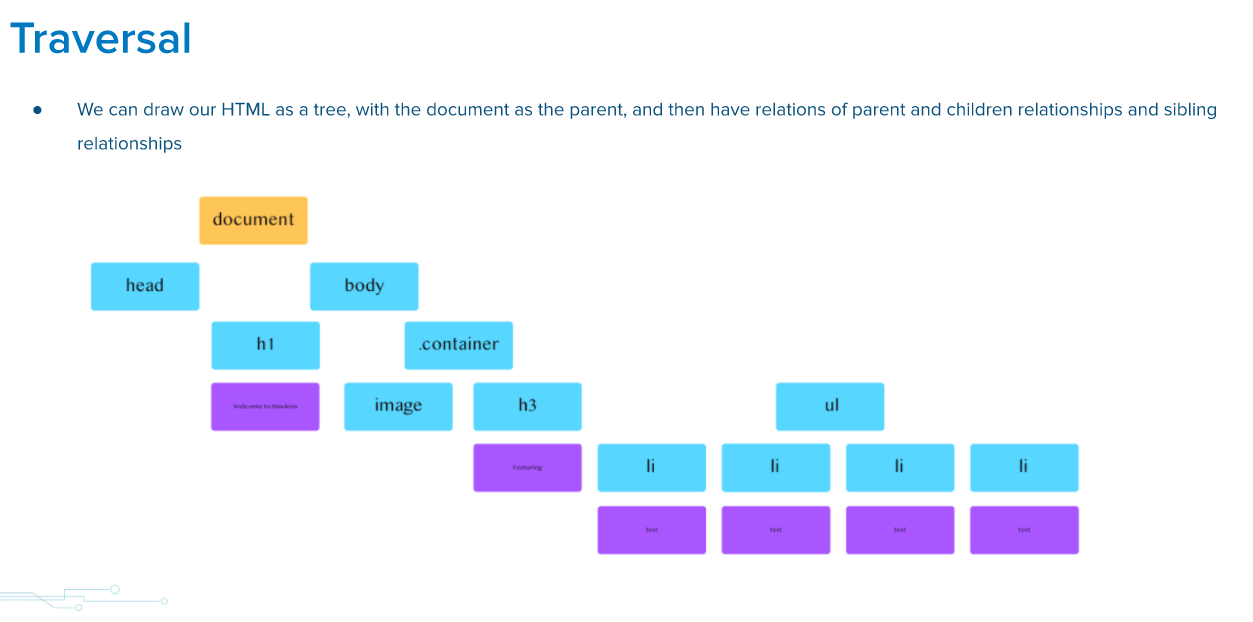 Traversal
● We can draw our HTML as a tree, with the document as the parent, and then have relations of parent and children relationships and sibling
relationships
document
head
body
h1
.container
Welcome to Hawkins
image
h3
ul
Featuring
li
li
li
li
text
text
text
text